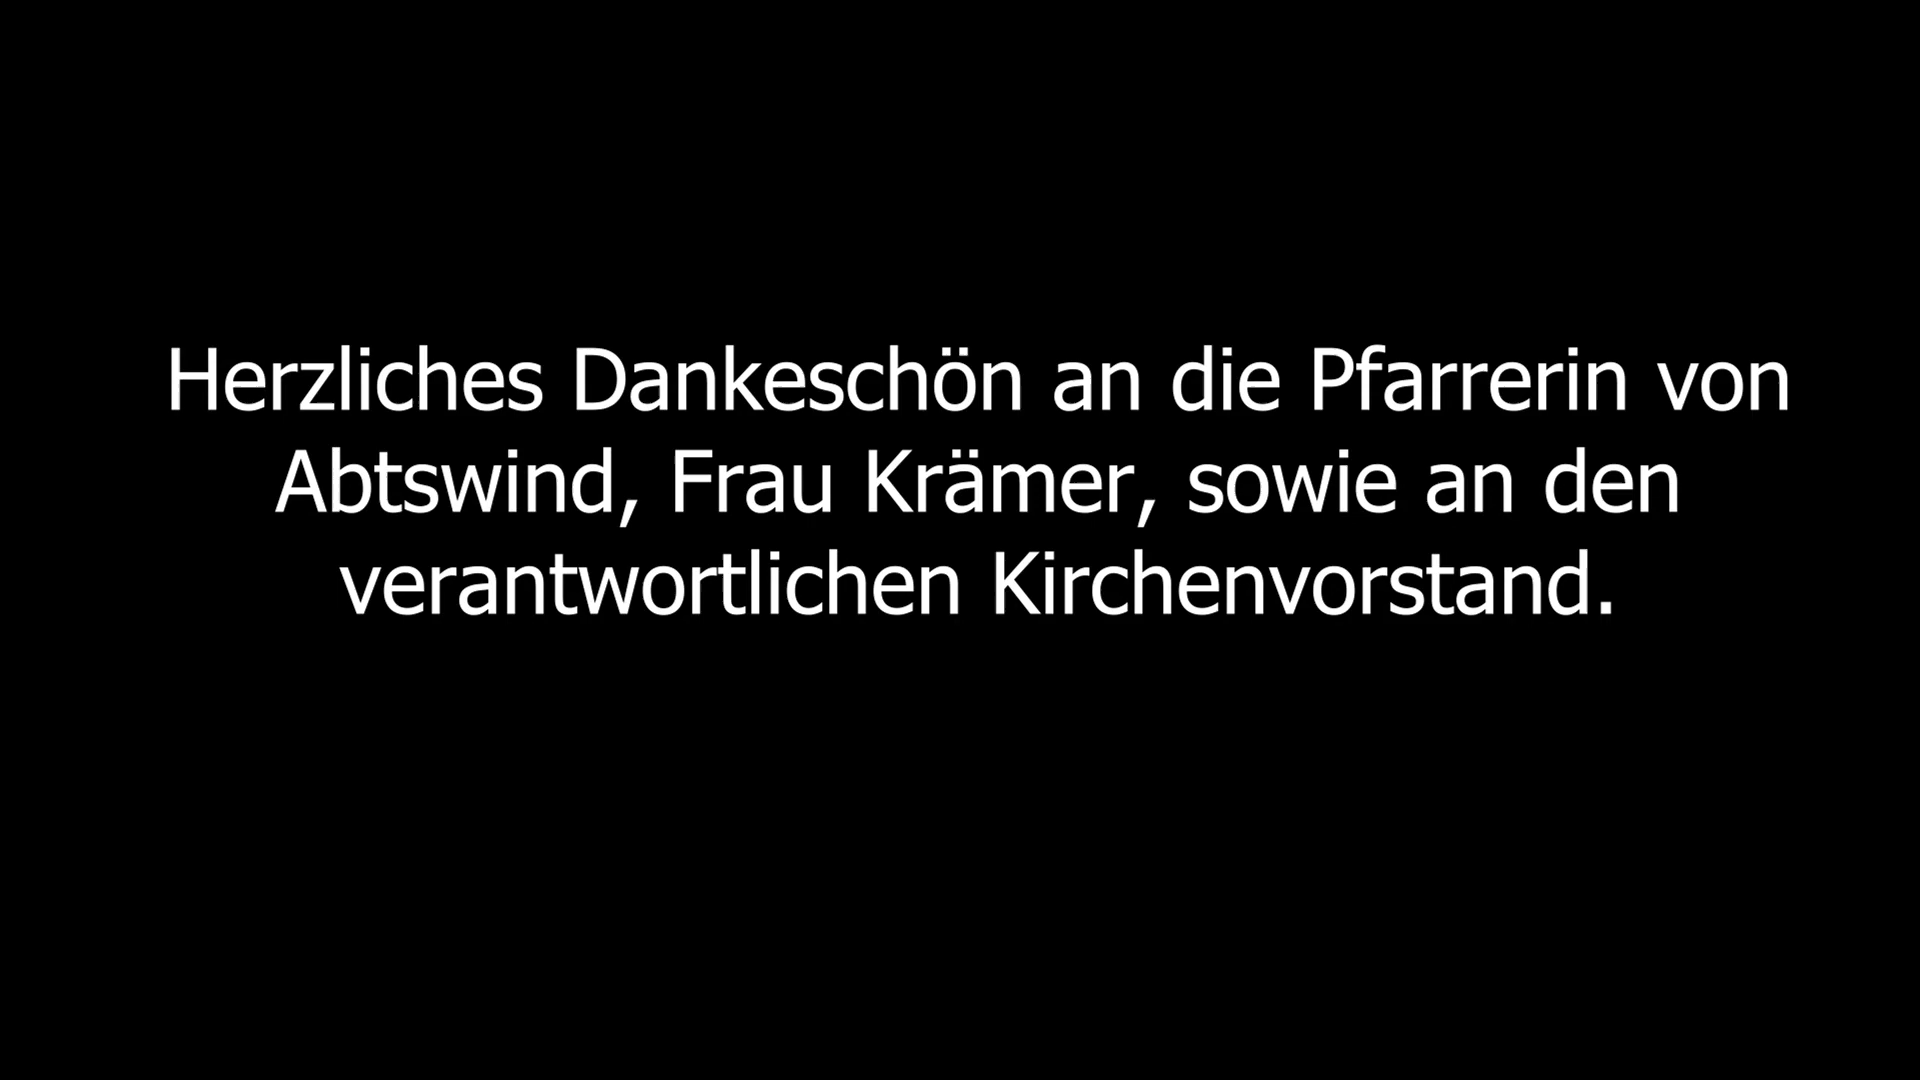 Herzliches Dankeschön an die Pfarrerin von
Abtswind, Frau Krämer, sowie an den
verantwortlichen Kirchenvorstand.